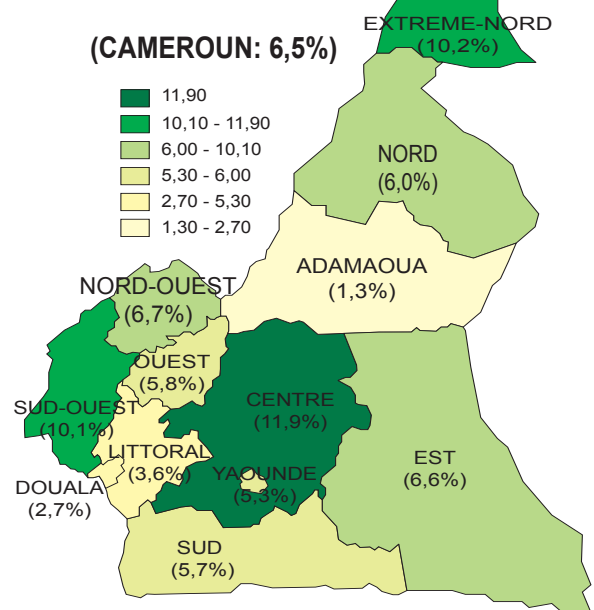 EXTREME-NORD
(10,2%)
(CAMEROUN: 6,5%)
11,90
10,10 - 11,90
6,00 - 10,10
5,30 - 6,00
2,70 - 5,30
1,30 - 2,70
NORD
(6,0%)
ADAMAOUA
(1,3%)
NORD-OUEST
(6,7%)
OUEST
(5,8%)
SUD-OUEST
(10,1%)
CENTRE
(11,9%)
LITTORAL
(3,6%)
YAOUNDE
(5,3%)
EST
(6,6%)
DOUALA
(2,7%)
SUD
(5,7%)